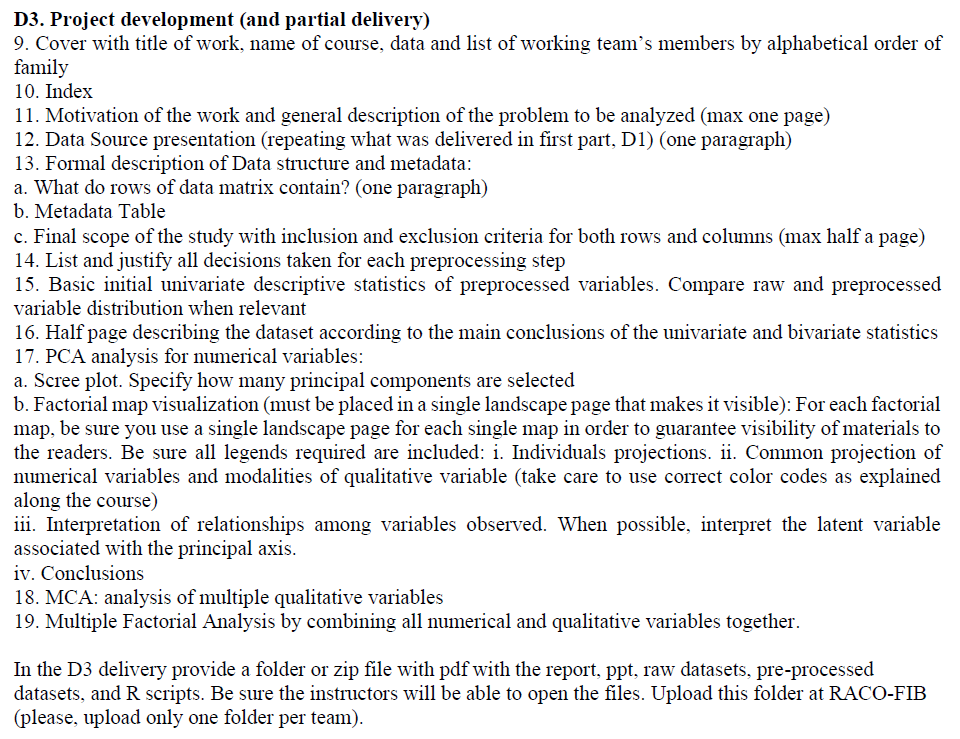 D3. Project development (and partial delivery)
9. Cover with title of work, name of course, data and list of working team’s members by alphabetical order of
family
10. Index
11. Motivation of the work and general description of the problem to be analyzed (max one page)
12. Data Source presentation (repeating what was delivered in first part, D1) (one paragraph)
13. Formal description of Data structure and metadata:
a. What do rows of data matrix contain? (one paragraph)
b. Metadata Table
c. Final scope of the study with inclusion and exclusion criteria for both rows and columns (max half a page)
14. List and justify all decisions taken for each preprocessing step
15. Basic initial univariate descriptive statistics of preprocessed variables. Compare raw and preprocessed
variable distribution when relevant
16. Half page describing the dataset according to the main conclusions of the univariate and bivariate statistics
17. PCA analysis for numerical variables:
a. Scree plot. Specify how many principal components are selected
b. Factorial map visualization (must be placed in a single landscape page that makes it visible): For each factorial
map, be sure you use a single landscape page for each single map in order to guarantee visibility of materials to
the readers. Be sure all legends required are included: i. Individuals projections. ii. Common projection of
numerical variables and modalities of qualitative variable (take care to use correct color codes as explained
along the course)
iii. Interpretation of relationships among variables observed. When possible, interpret the latent variable
associated with the principal axis.
iv. Conclusions
18. MCA: analysis of multiple qualitative variables
19. Multiple Factorial Analysis by combining all numerical and qualitative variables together.
In the D3 delivery provide a folder or zip file with pdf with the report, ppt, raw datasets, pre-processed
datasets, and R scripts. Be sure the instructors will be able to open the files. Upload this folder at RACO-FIB
(please, upload only one folder per team).